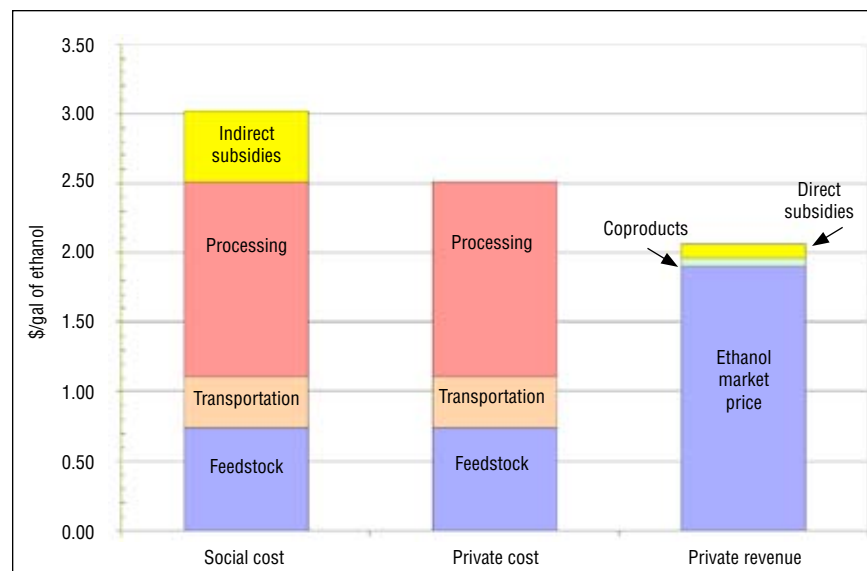 $/gal of ethanol
3.50
3.00
2.50
2.00
1.50
1.00
0.50
0.00
Indirect
subsidies
Processing
Transportation
Feedstock
Processing
Transportation
Feedstock
Coproducts
Direct
subsidies
Ethanol
market
price
Social cost
Private cost
Private revenue